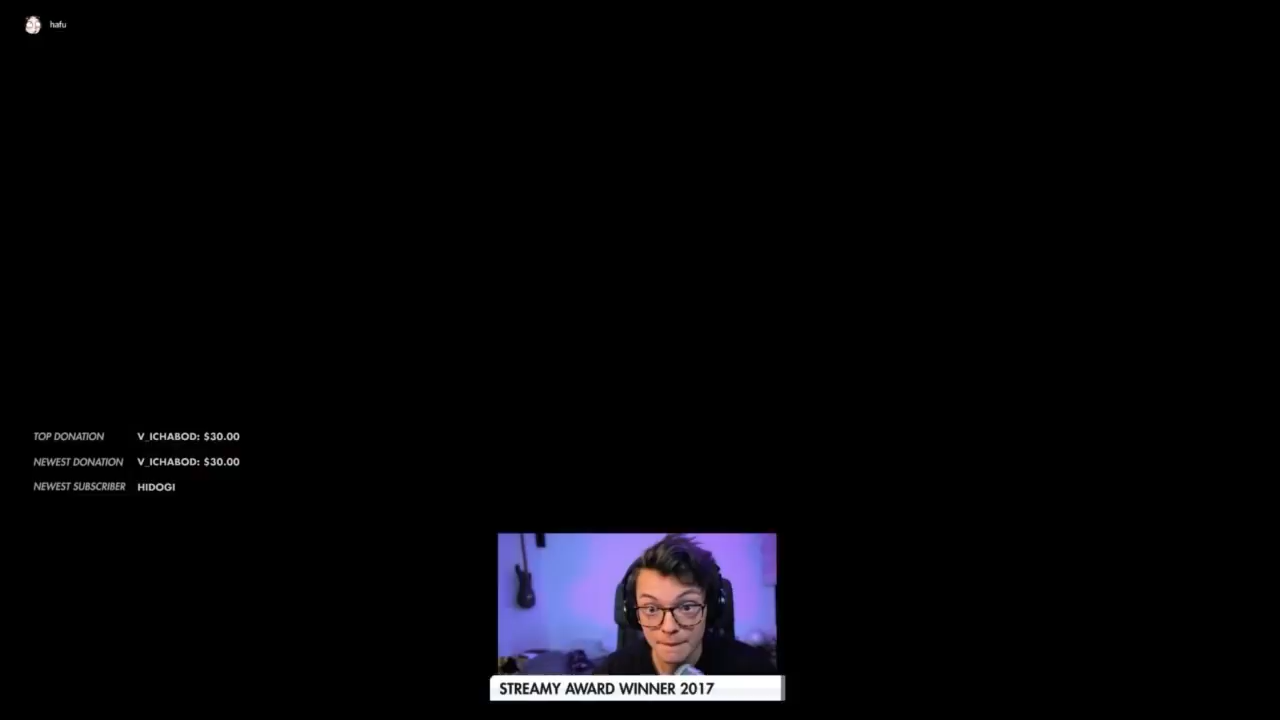 hafu
TOP DONATION V_ICHABOD: $30.00
NEWEST DONATION V_ICHABOD: $30.00
NEWEST SUBSCRIBER HIDOGI
STREAMY AWARD WINNER 2017